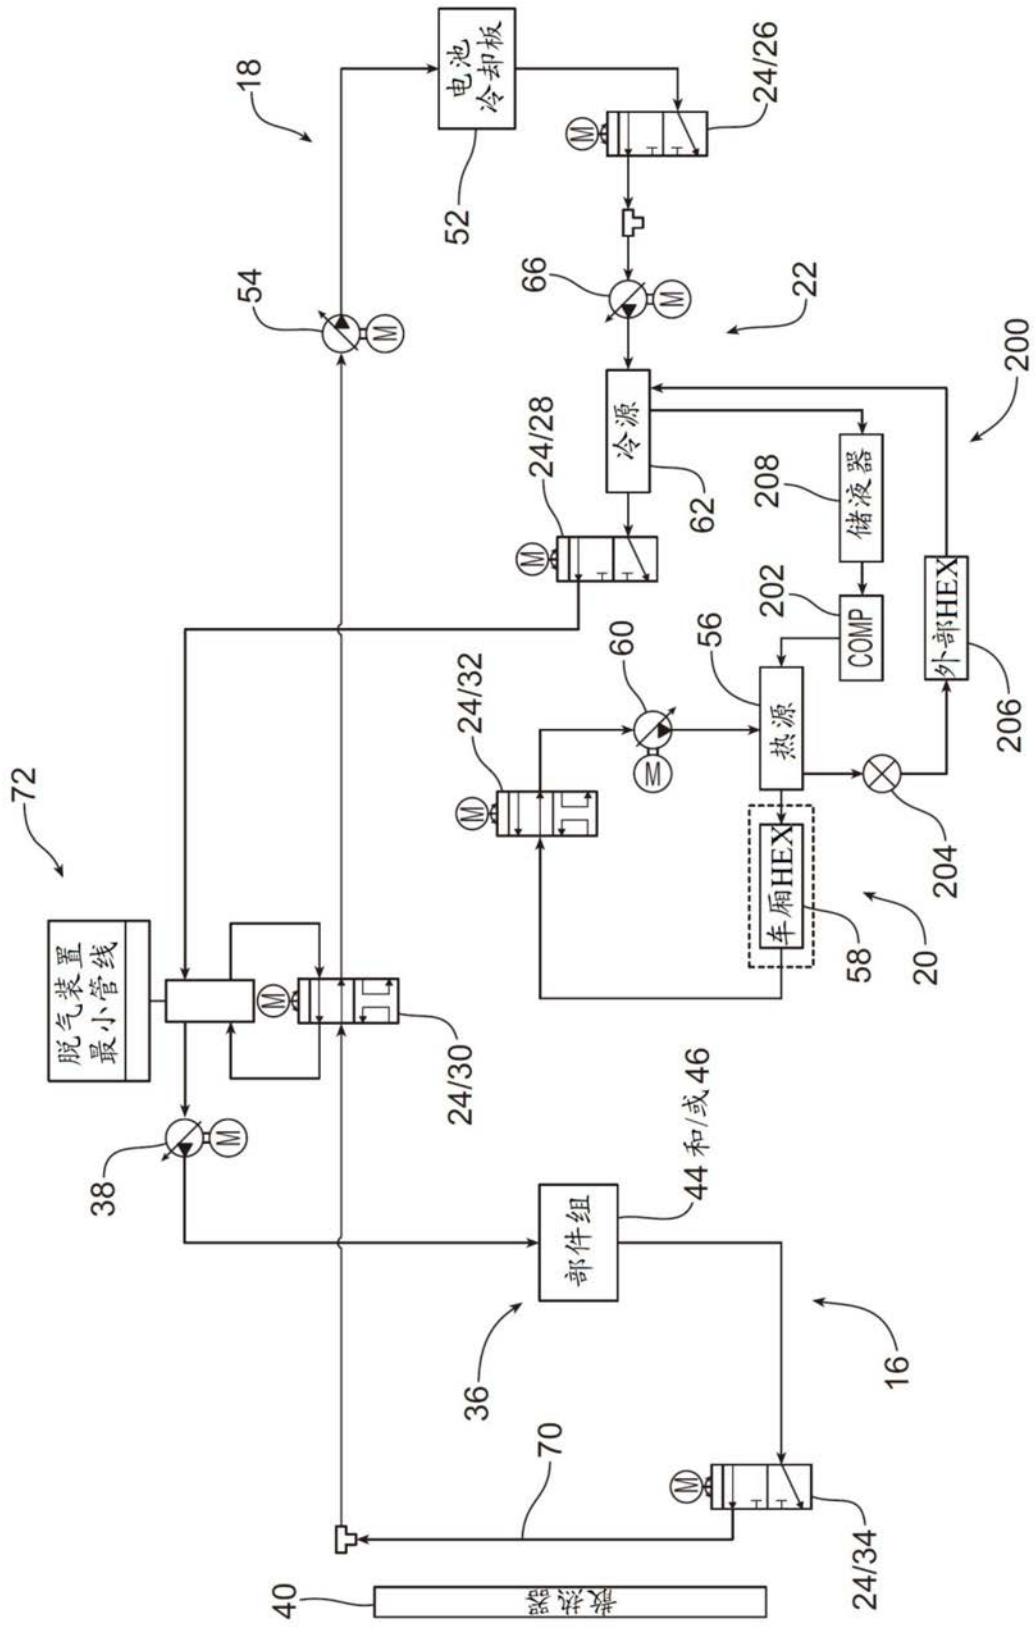 72
脱气装置
最小管线
38
M
18
54
M
40
散热器
M
52
电池
冷却板
24/30
M
24/32
36
M
66
24/28
70
部件组
M
60
冷源
M
M
M
44 和/或 46
62
56
24/26
208
202
车厢HEX
热源
22
58
COMP
储液器
24/34
16
20
204
外部HEX
206
200